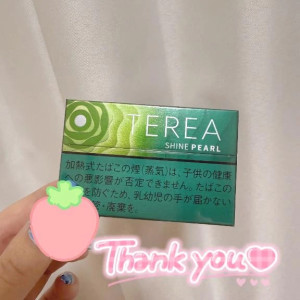 TEREA
SHINE PEARL
加熱式たばこの煙(蒸気)は、子供の健康
への悪影響が否定できません。たばこの
を防ぐため、乳幼児の手が届かない
・廃棄を。
Thank you